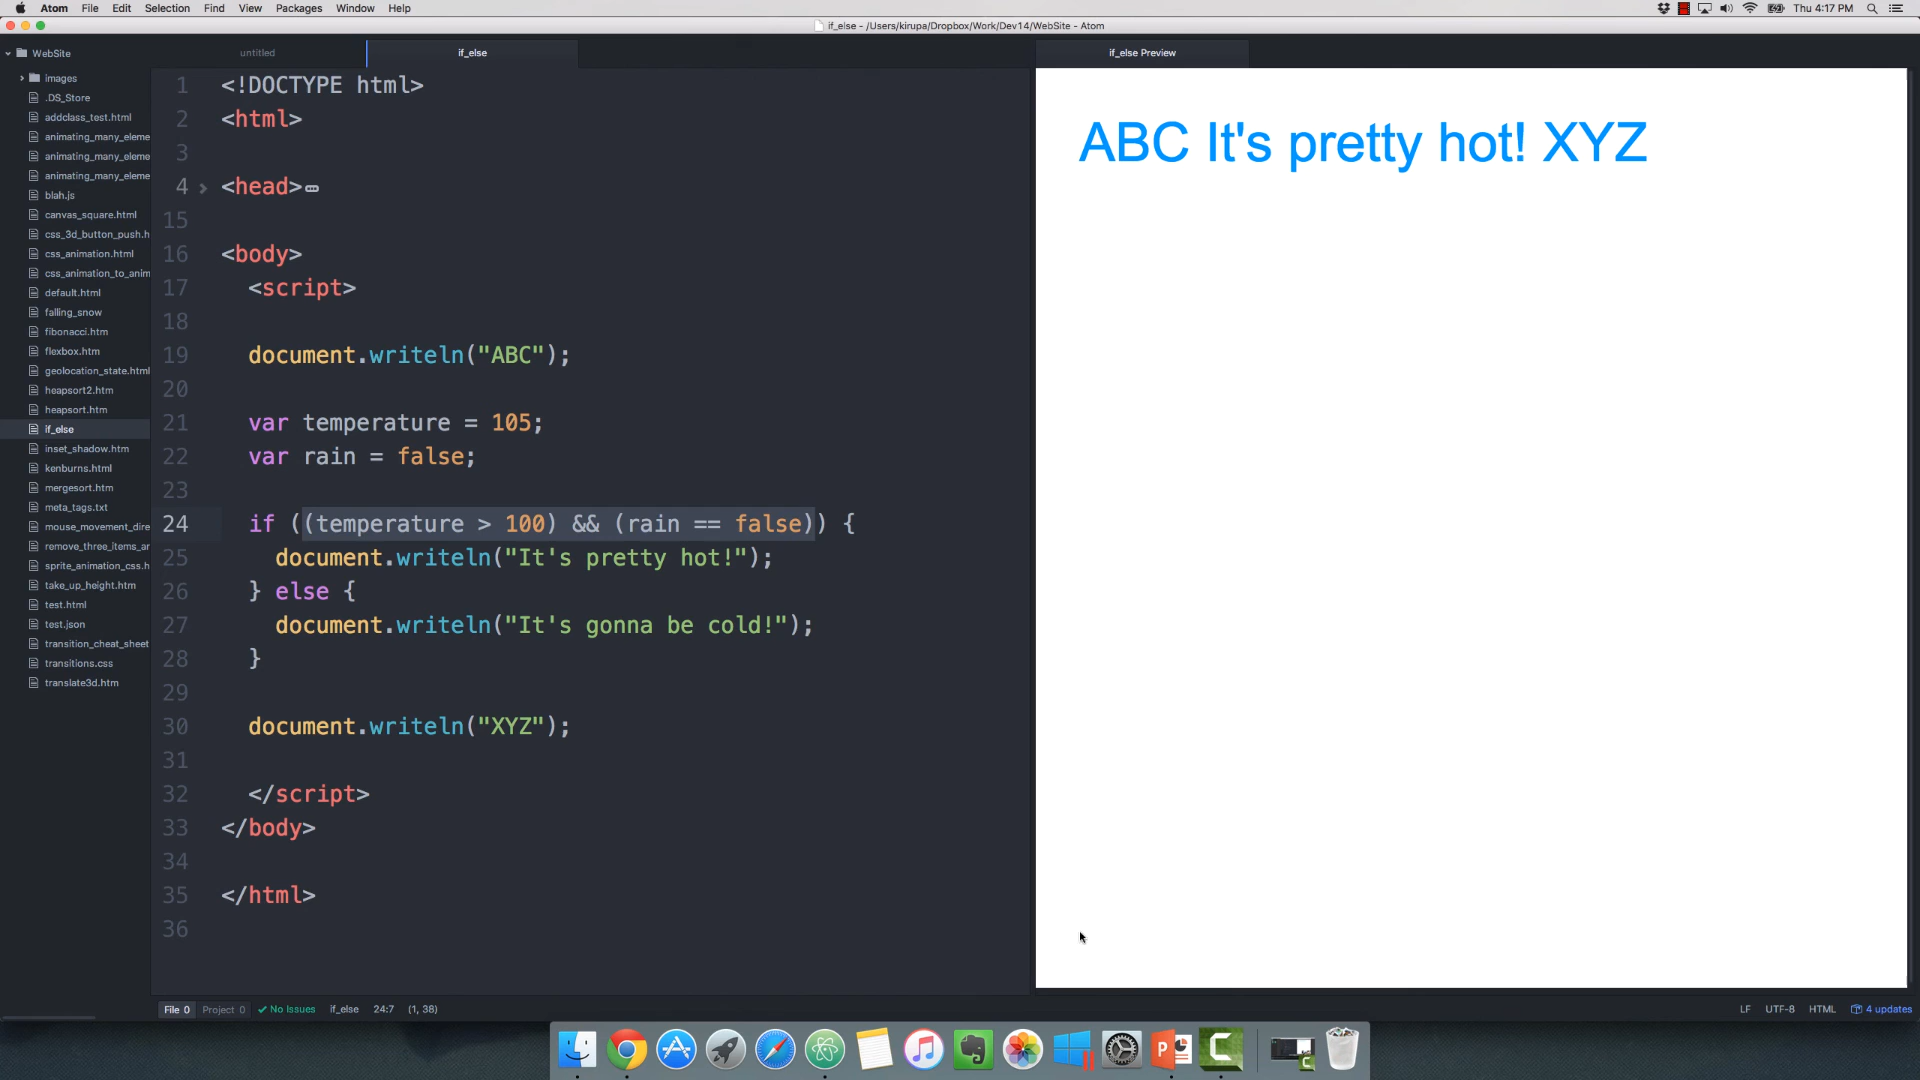 Atom File Edit Selection Find View Packages Window Help Thu 4:17 PM
if_else - /Users/kirupa/Dropbox/Work/Dev14/WebSite - Atom
WebSite
images
.DS_Store
addclass_test.html
animating_many_eleme
animating_many_eleme
animating_many_eleme
blah.js
canvas_square.html
css_3d_button_push.h
css_animation.html
css_animation_to_anim
default.html
falling_snow
fibonacci.htm
flexbox.htm
geolocation_state.html
heapsort2.htm
heapsort.htm
if_else
inset_shadow.htm
kenburns.html
mergesort.htm
meta_tags.txt
mouse_movement_dire
remove_three_items_ar
sprite_animation_css.h
take_up_height.htm
test.html
test.json
transition_cheat_sheet
transitions.css
translate3d.htm
untitled if_else
1 <!DOCTYPE html>
2 <html>
3
4 <head>
15
16 <body>
17 <script>
18
19 document.writeln("ABC");
20
21 var temperature = 105;
22 var rain = false;
23
24 if ((temperature > 100) && (rain == false)) {
25 document.writeln("It's pretty hot!");
26 } else {
27 document.writeln("It's gonna be cold!");
28 }
29
30 document.writeln("XYZ");
31
32 </script>
33 </body>
34
35 </html>
36
if_else Preview
ABC It's pretty hot! XYZ
File 0 Project 0 No Issues if_else 24:7 (1, 38) LF UTF-8 HTML 4 updates